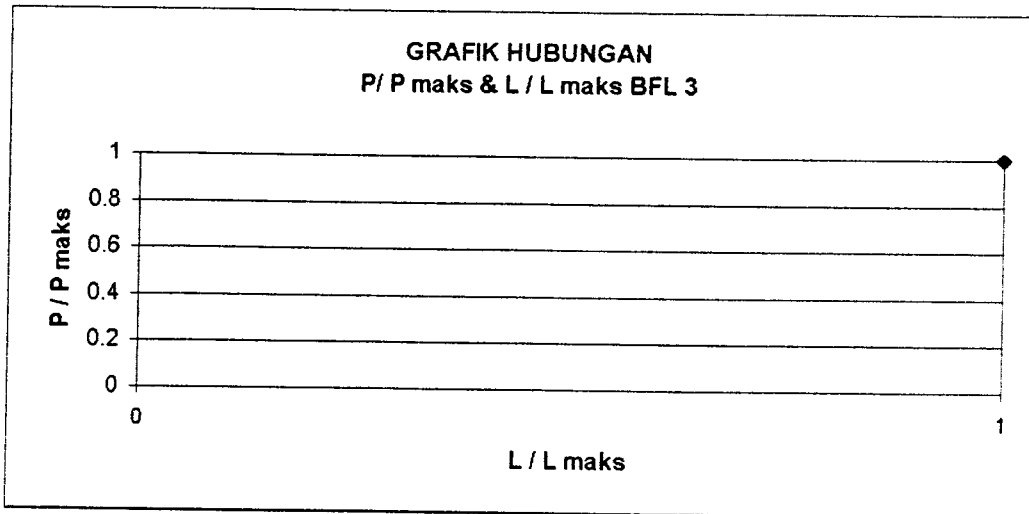 GRAFIK HUBUNGAN
P/ P maks & L / L maks BFL 3
P / P maks
1
0.8
0.6
0.4
0.2
0
0
1
L / L maks